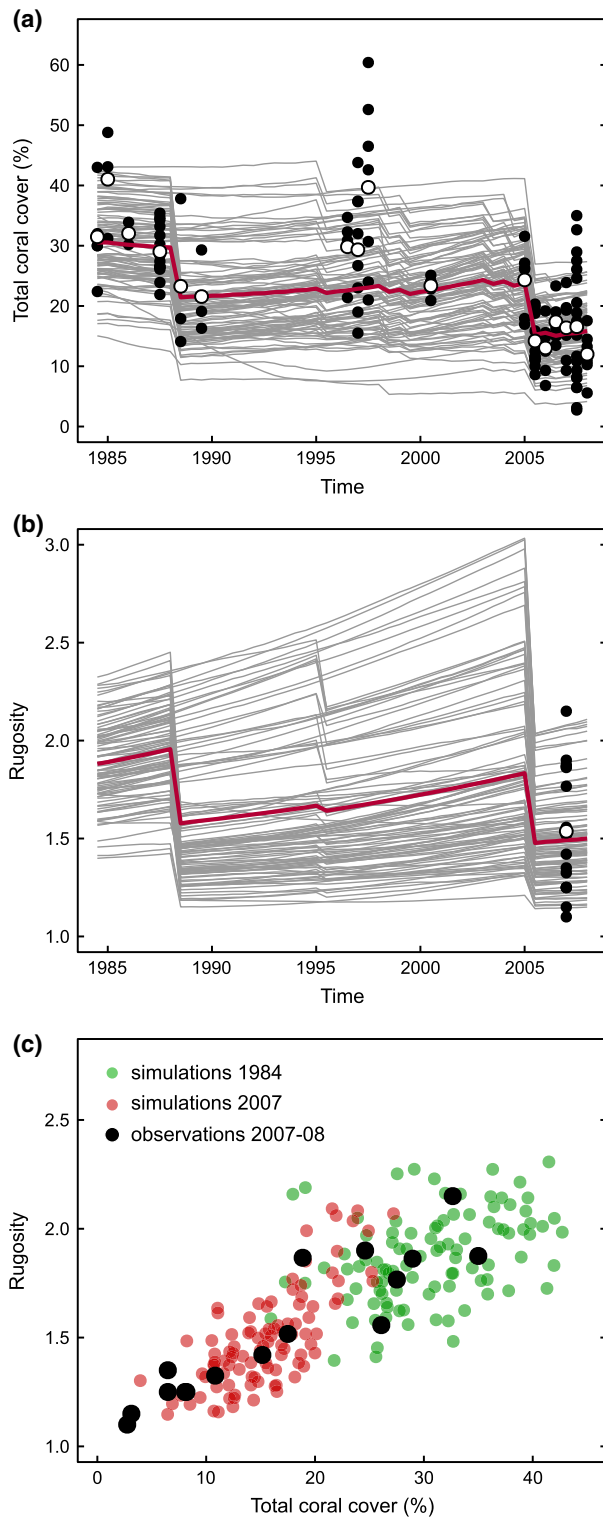 (a)
Total coral cover (%)
60
50
40
30
20
10
0
1985 1990 1995 2000 2005
Time
(b)
Rugosity
3.0
2.5
2.0
1.5
1.0
1985 1990 1995 2000 2005
Time
(c)
simulations 1984
simulations 2007
observations 2007-08
Rugosity
2.5
2.0
1.5
1.0
0 10 20 30 40
Total coral cover (%)